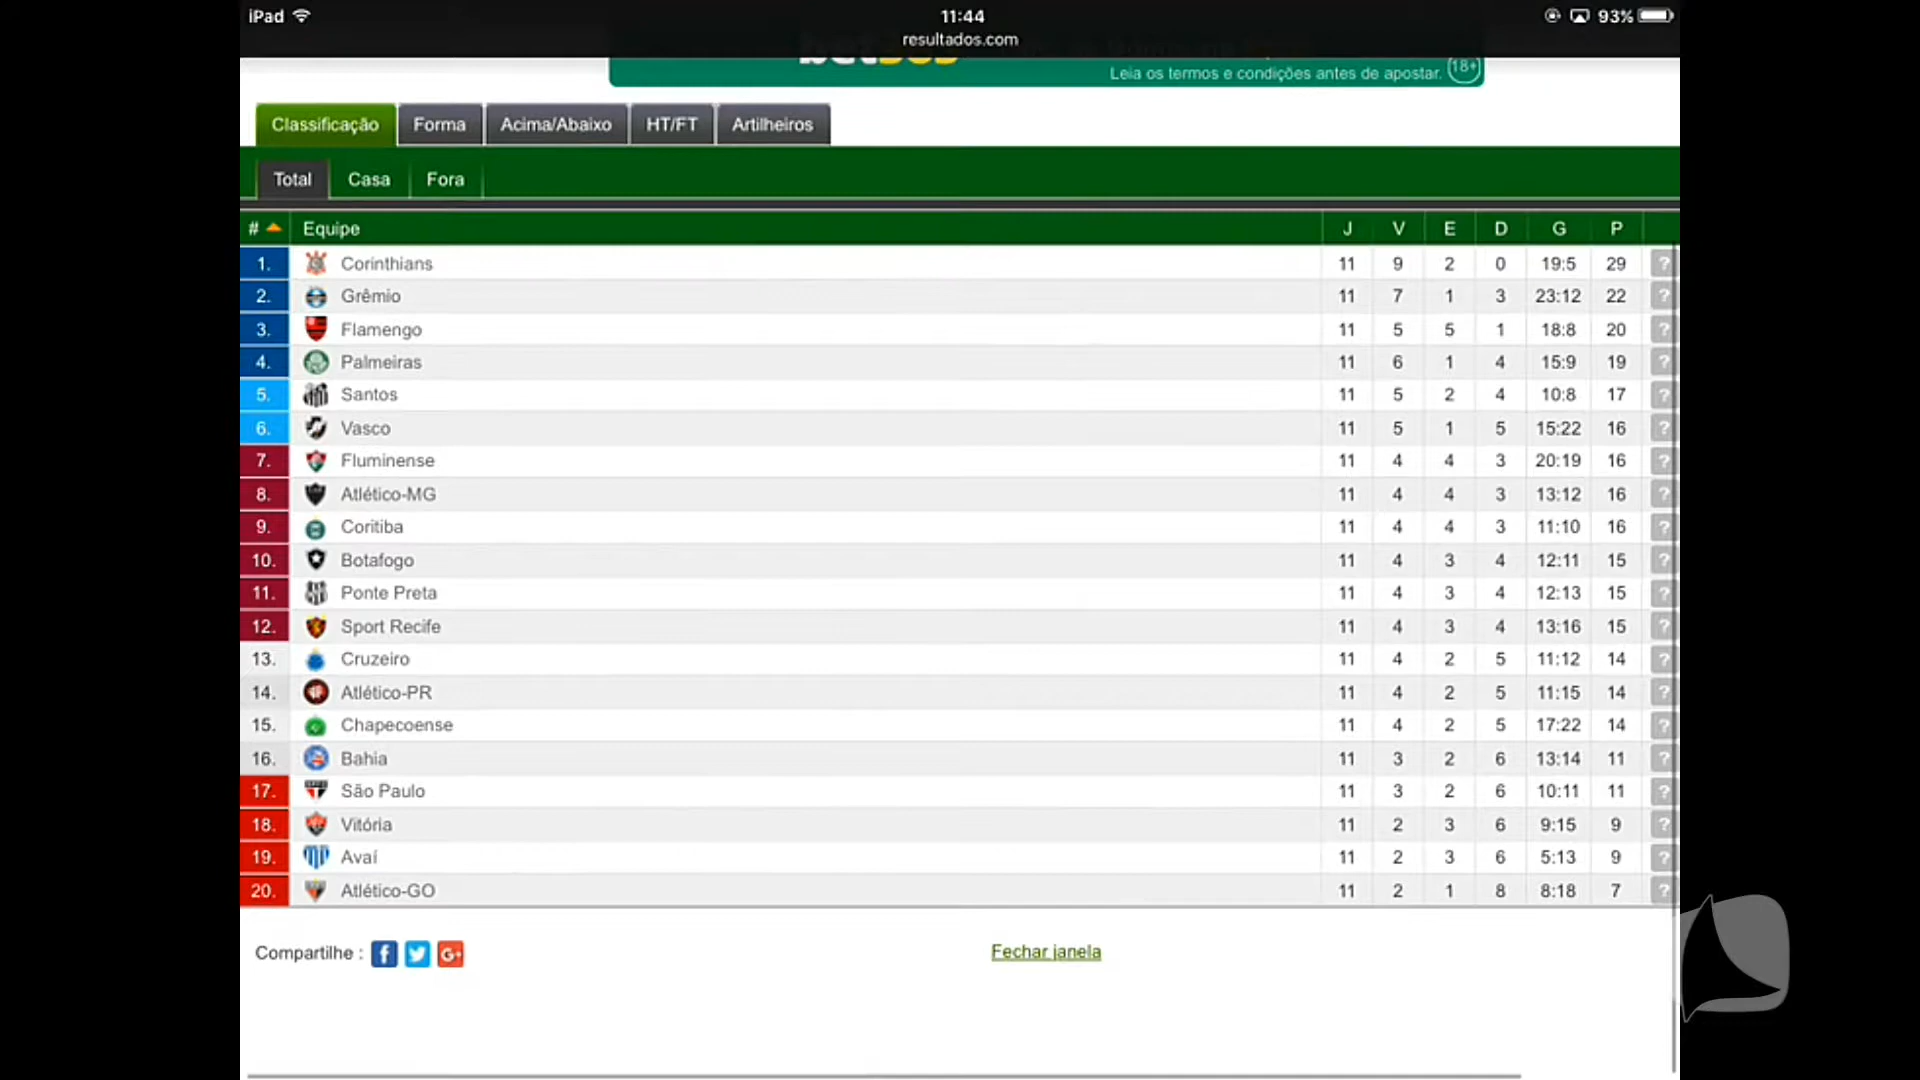 iPad 11:44 93%
resultados.com
Leia os termos e condições antes de apostar. 18+
Classificação Forma Acima/Abaixo HT/FT Artilheiros
Total Casa Fora
# Equipe J V E D G P
1. Corinthians 11 9 2 0 19:5 29 ?
2. Grêmio 11 7 1 3 23:12 22 ?
3. Flamengo 11 5 5 1 18:8 20 ?
4. Palmeiras 11 6 1 4 15:9 19 ?
5. Santos 11 5 2 4 10:8 17 ?
6. Vasco 11 5 1 5 15:22 16 ?
7. Fluminense 11 4 4 3 20:19 16 ?
8. Atlético-MG 11 4 4 3 13:12 16 ?
9. Coritiba 11 4 4 3 11:10 16 ?
10. Botafogo 11 4 3 4 12:11 15 ?
11. Ponte Preta 11 4 3 4 12:13 15 ?
12. Sport Recife 11 4 3 4 13:16 15 ?
13. Cruzeiro 11 4 2 5 11:12 14 ?
14. Atlético-PR 11 4 2 5 11:15 14 ?
15. Chapecoense 11 4 2 5 17:22 14 ?
16. Bahia 11 3 2 6 13:14 11 ?
17. São Paulo 11 3 2 6 10:11 11 ?
18. Vitória 11 2 3 6 9:15 9 ?
19. Avaí 11 2 3 6 5:13 9 ?
20. Atlético-GO 11 2 1 8 8:18 7 ?
Compartilhe : f G+ Fechar janela